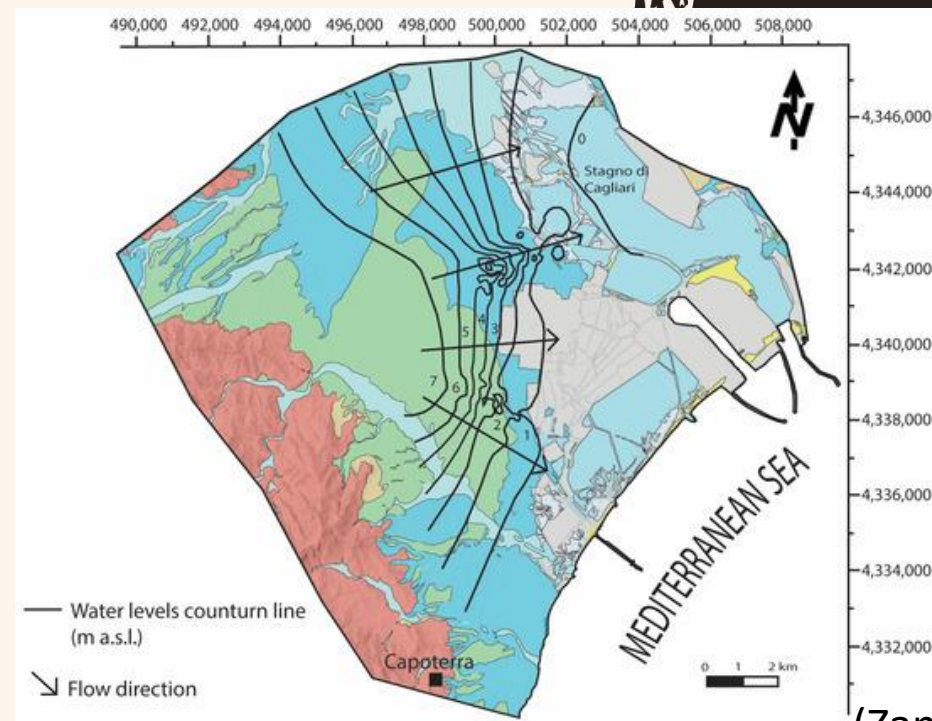 490,000 492,000 494,000 496,000 498,000 500,000 502,000 504,000 506,000 508,000
4,346,000
N
0
Stagno di
Cagliari
4,344,000
4,342,000
4
5
3
4,340,000
7
6
4,338,000
2
1
4,336,000
MEDITERRANEAN SEA
4,334,000
Water levels counturn line
(m a.s.l.)
4,332,000
Capoterra
0 1 2 km
Flow direction